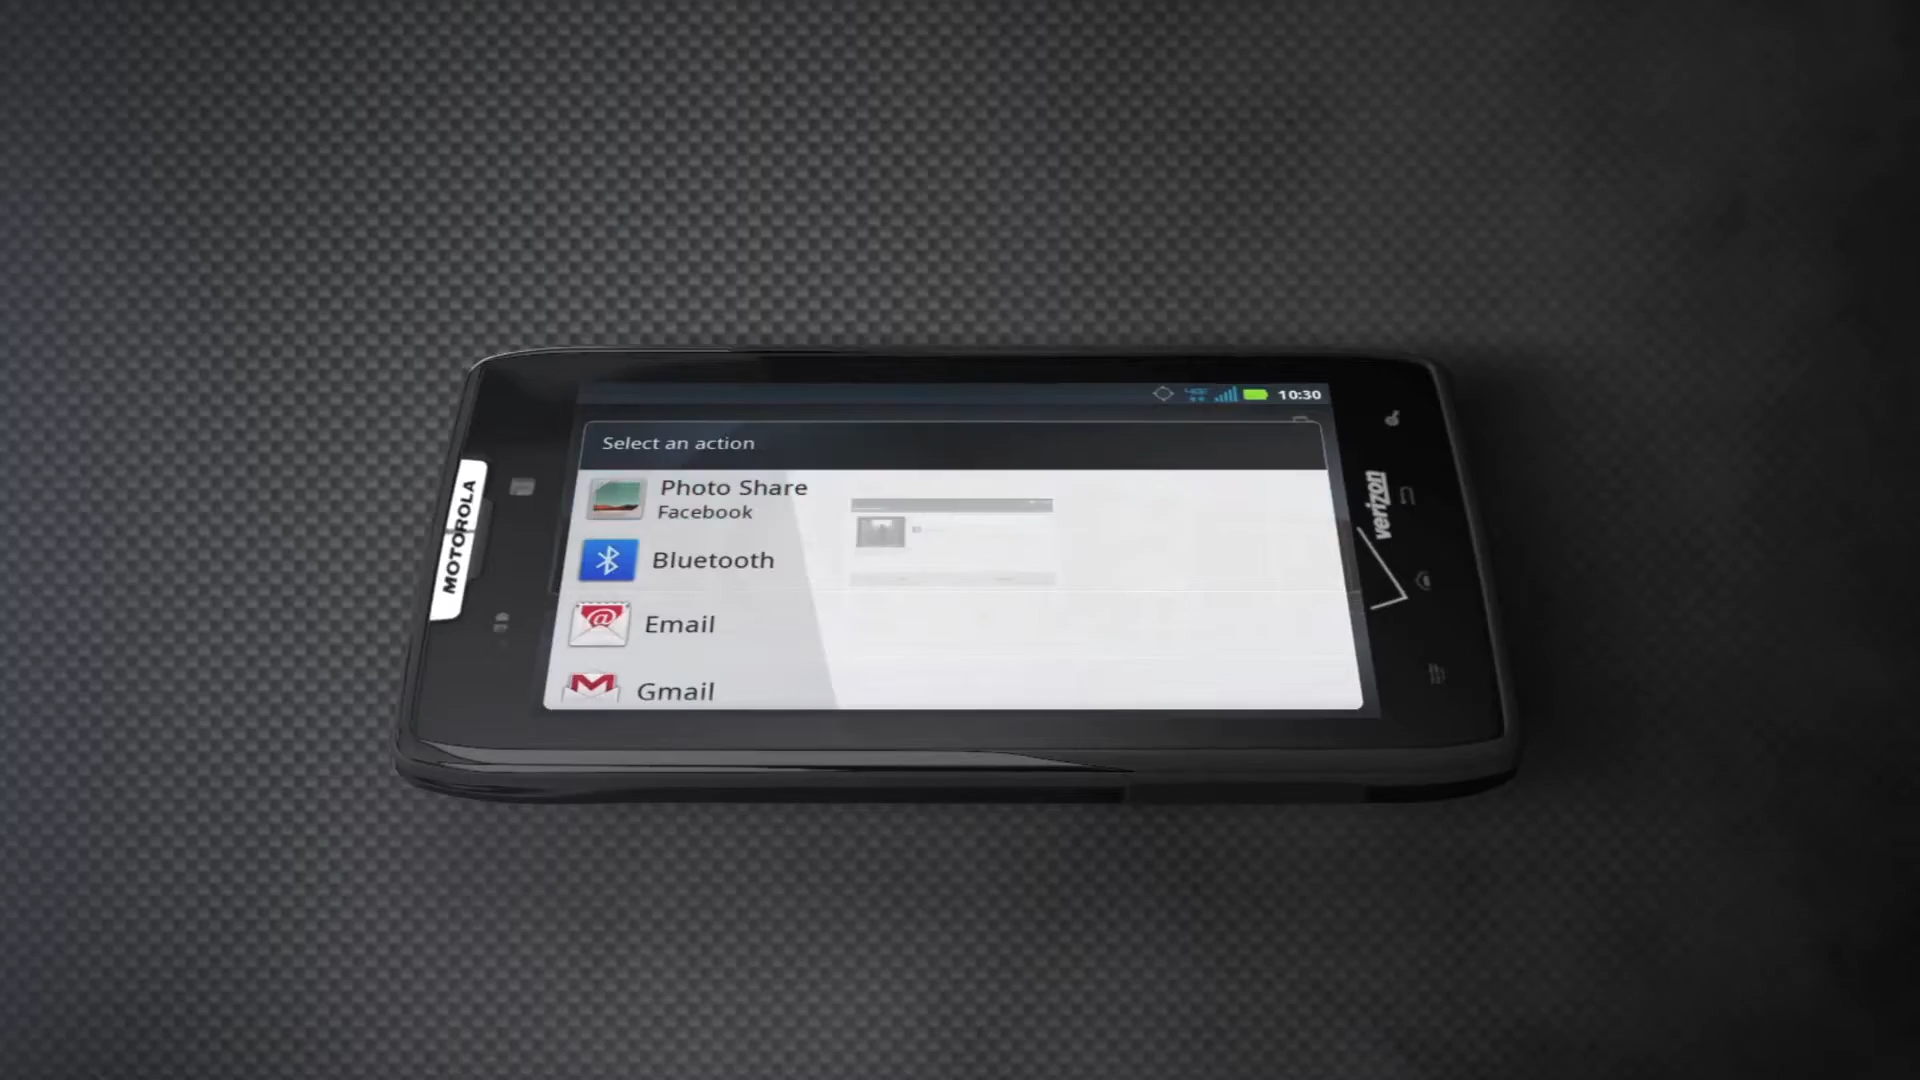 10:30
Select an action
Photo Share
Facebook
Bluetooth
Email
Gmail
MOTOROLA
verizon